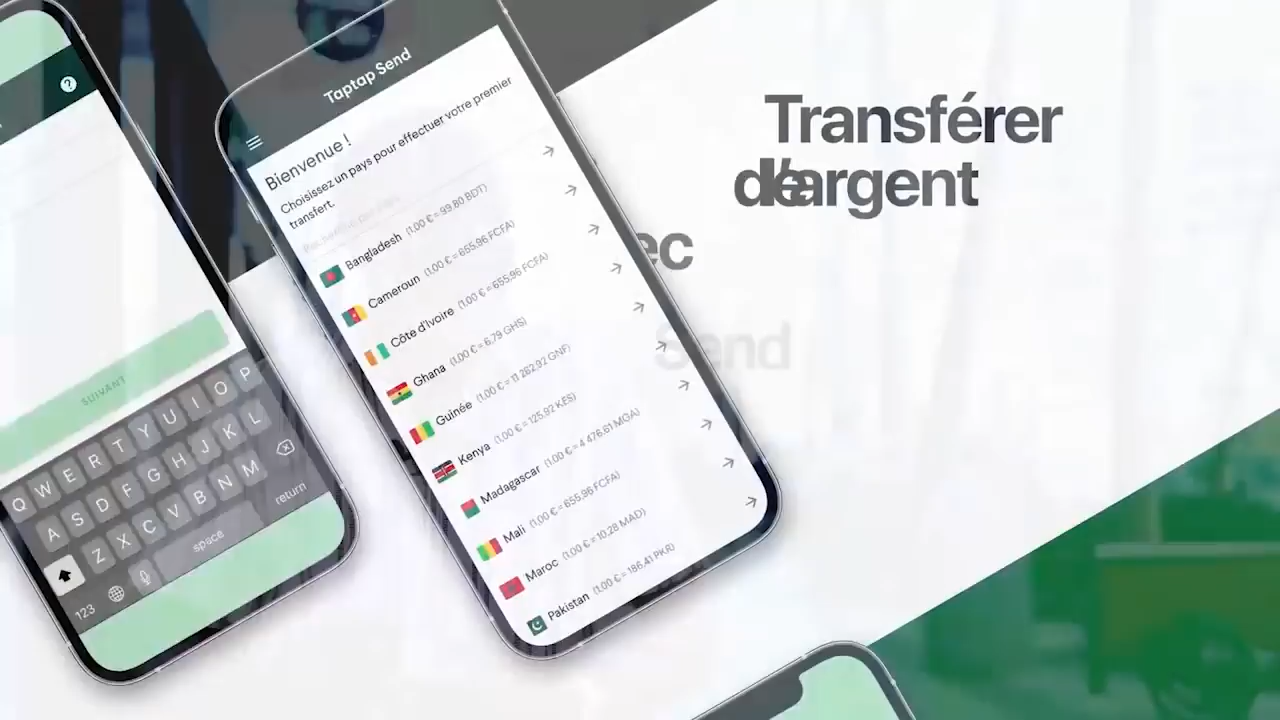 Taptap Send
Bienvenue !
Choisissez un pays pour effectuer votre premier
transfert.
Bangladesh (1,00 € = 99.80 BDT)
Cameroun (1,00 € = 655,96 FCFA)
Côte d'Ivoire (1,00 € = 655,96 FCFA)
Ghana (1,00 € = 6,79 GHS)
Guinée (1,00 € = 11 262,92 GNF)
Kenya (1,00 € = 125,92 KES)
Madagascar (1,00 € = 4 476.61 MGA)
Mali (1,00 € = 655,96 FCFA)
Maroc (1,00 € = 10,28 MAD)
Pakistan (1,00 € = 186,41 PKR)
SUIVANT
Q W E R T Y U I O P
A S D F G H J K L
Z X C V B N M
123 space return
Transférer
de l'argent
ec
Send